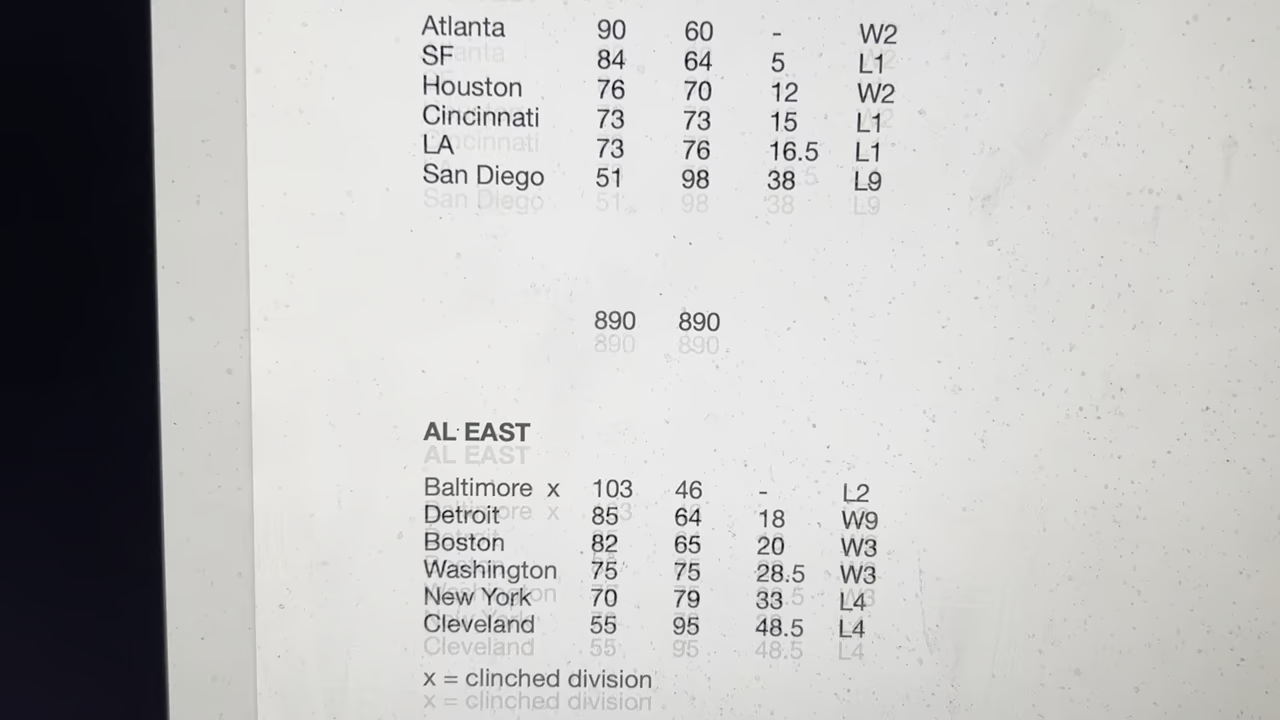 Atlanta 90 60 - W2
SF 84 64 5 L1
Houston 76 70 12 W2
Cincinnati 73 73 15 L1
LA 73 76 16.5 L1
San Diego 51 98 38 L9
890 890
AL EAST
Baltimore x 103 46 - L2
Detroit 85 64 18 W9
Boston 82 65 20 W3
Washington 75 75 28.5 W3
New York 70 79 33 L4
Cleveland 55 95 48.5 L4
x = clinched division